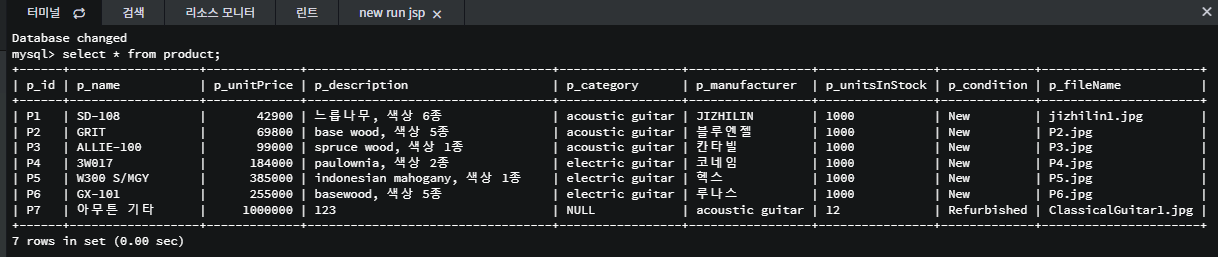 터미널 검색 리소스 모니터 린트 new run jsp
Database changed
mysql> select * from product;
+------+------------------+-------------+----------------------------------+-----------------+-----------------+----------------+-------------+----------------------+
| p_id | p_name | p_unitPrice | p_description | p_category | p_manufacturer | p_unitsInStock | p_condition | p_fileName |
+------+------------------+-------------+----------------------------------+-----------------+-----------------+----------------+-------------+----------------------+
| P1 | SD-108 | 42900 | 느릅나무, 색상 6종 | acoustic guitar | JIZHILIN | 1000 | New | jizhilin1.jpg |
| P2 | GRIT | 69800 | base wood, 색상 5종 | acoustic guitar | 블루엔젤 | 1000 | New | P2.jpg |
| P3 | ALLIE-100 | 99000 | spruce wood, 색상 1종 | acoustic guitar | 칸타빌 | 1000 | New | P3.jpg |
| P4 | 3W017 | 184000 | paulownia, 색상 2종 | electric guitar | 코네임 | 1000 | New | P4.jpg |
| P5 | W300 S/MGY | 385000 | indonesian mahogany, 색상 1종 | electric guitar | 헥스 | 1000 | New | P5.jpg |
| P6 | GX-101 | 255000 | basewood, 색상 5종 | electric guitar | 루나스 | 1000 | New | P6.jpg |
| P7 | 아무튼 기타 | 1000000 | 123 | NULL | acoustic guitar | 12 | Refurbished | ClassicalGuitar1.jpg |
+------+------------------+-------------+----------------------------------+-----------------+-----------------+----------------+-------------+----------------------+
7 rows in set (0.00 sec)